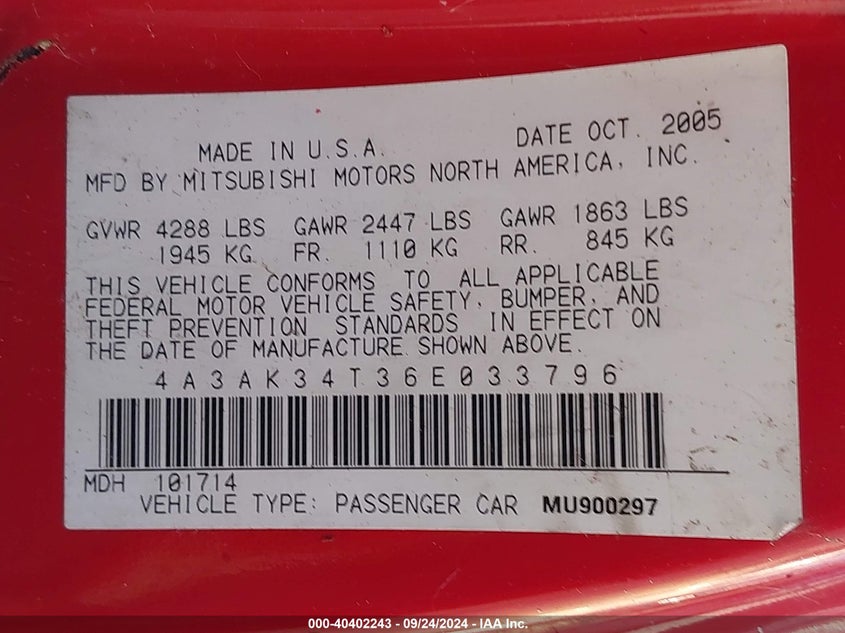 MADE IN U.S.A. DATE OCT. 2005
MFD BY MITSUBISHI MOTORS NORTH AMERICA, INC.
GVWR 4288 LBS GAWR 2447 LBS GAWR 1863 LBS
1945 KG FR. 1110 KG RR. 845 KG
THIS VEHICLE CONFORMS TO ALL APPLICABLE
FEDERAL MOTOR VEHICLE SAFETY, BUMPER, AND
THEFT PREVENTION STANDARDS IN EFFECT ON
THE DATE OF MANUFACTURE SHOWN ABOVE.
4A3AK34T36E033796
MDH 101714
VEHICLE TYPE: PASSENGER CAR MU900297
000-40402243 - 09/24/2024 - IAA Inc.